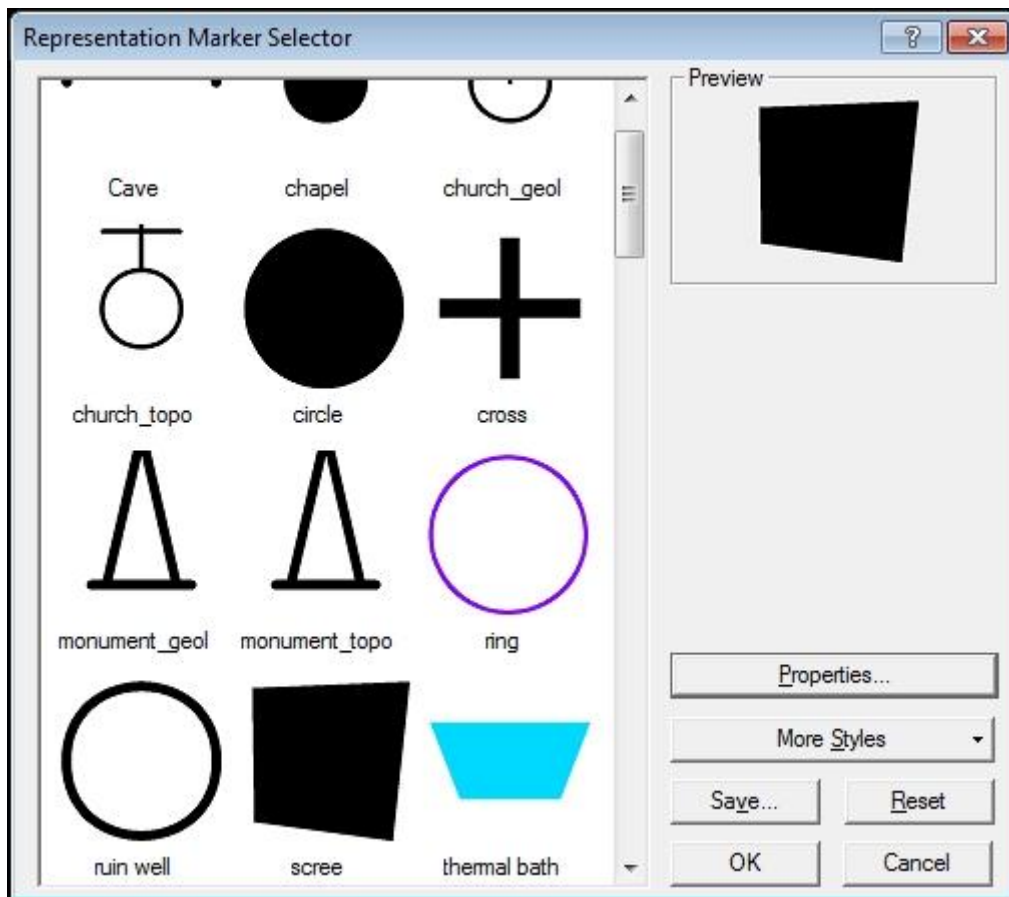 Representation Marker Selector
Preview
Cave chapel church_geol
church_topo circle cross
monument_geol monument_topo ring
ruin well scree thermal bath
Properties...
More Styles
Save... Reset
OK Cancel